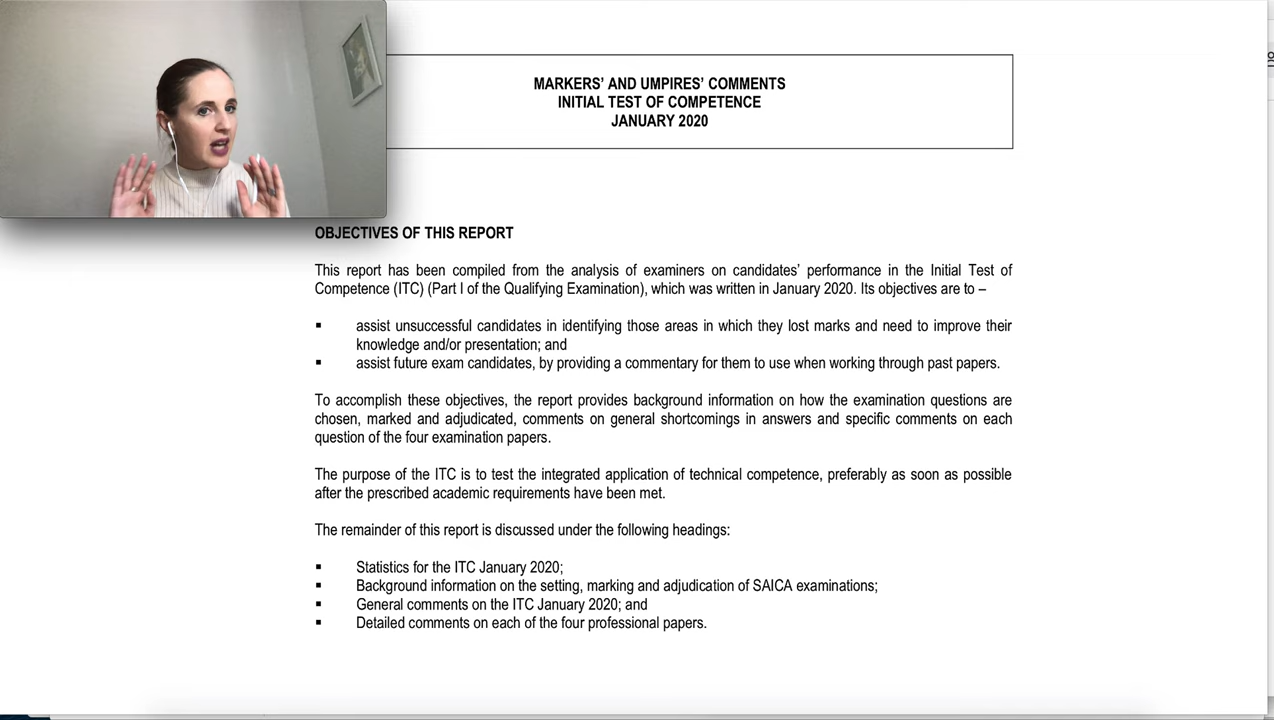 MARKERS’ AND UMPIRES’ COMMENTS
INITIAL TEST OF COMPETENCE
JANUARY 2020
OBJECTIVES OF THIS REPORT
This report has been compiled from the analysis of examiners on candidates’ performance in the Initial Test of
Competence (ITC) (Part I of the Qualifying Examination), which was written in January 2020. Its objectives are to –
▪ assist unsuccessful candidates in identifying those areas in which they lost marks and need to improve their
knowledge and/or presentation; and
▪ assist future exam candidates, by providing a commentary for them to use when working through past papers.
To accomplish these objectives, the report provides background information on how the examination questions are
chosen, marked and adjudicated, comments on general shortcomings in answers and specific comments on each
question of the four examination papers.
The purpose of the ITC is to test the integrated application of technical competence, preferably as soon as possible
after the prescribed academic requirements have been met.
The remainder of this report is discussed under the following headings:
▪ Statistics for the ITC January 2020;
▪ Background information on the setting, marking and adjudication of SAICA examinations;
▪ General comments on the ITC January 2020; and
▪ Detailed comments on each of the four professional papers.